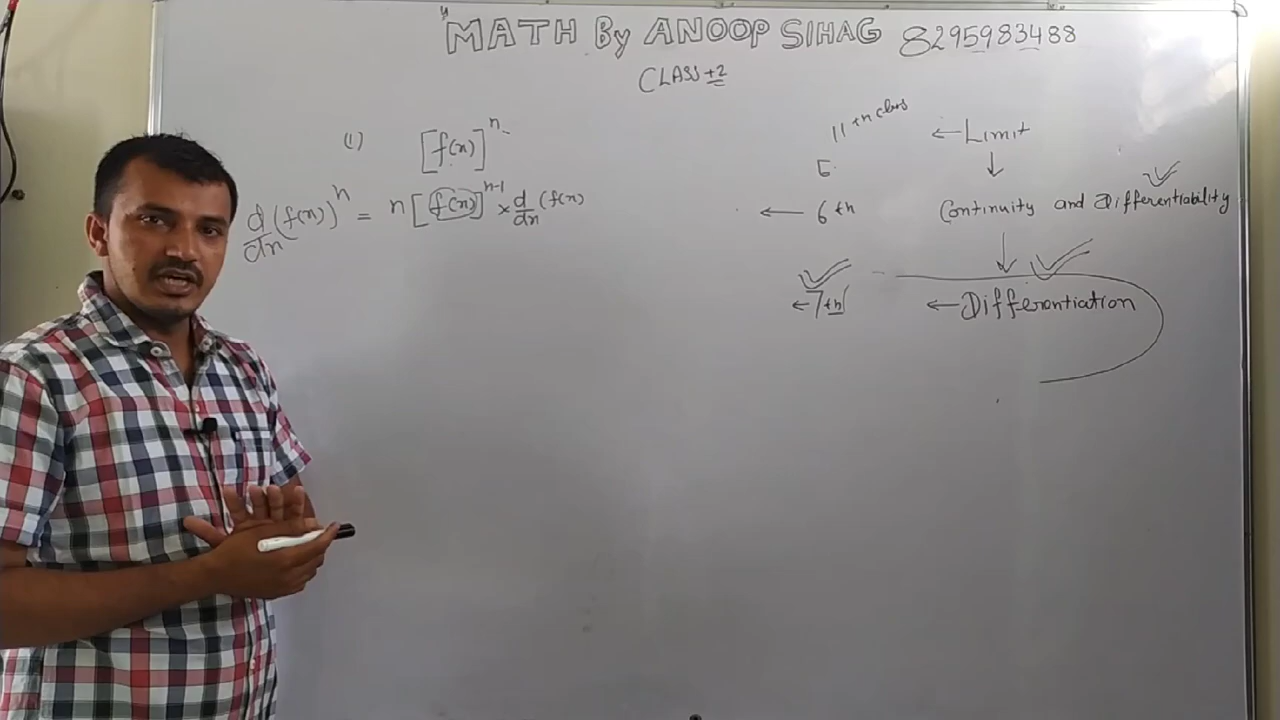 "MATH By ANOOP SIHAG 8295983488
CLASS +2
(1) [f(x)]^n
d/dx (f(x))^n = n [f(x)]^{n-1} × d/dx (f(x)
11th class ← Limit
↓
← 6th Continuity and Differentiability
↓
← 7th ← Differentiation